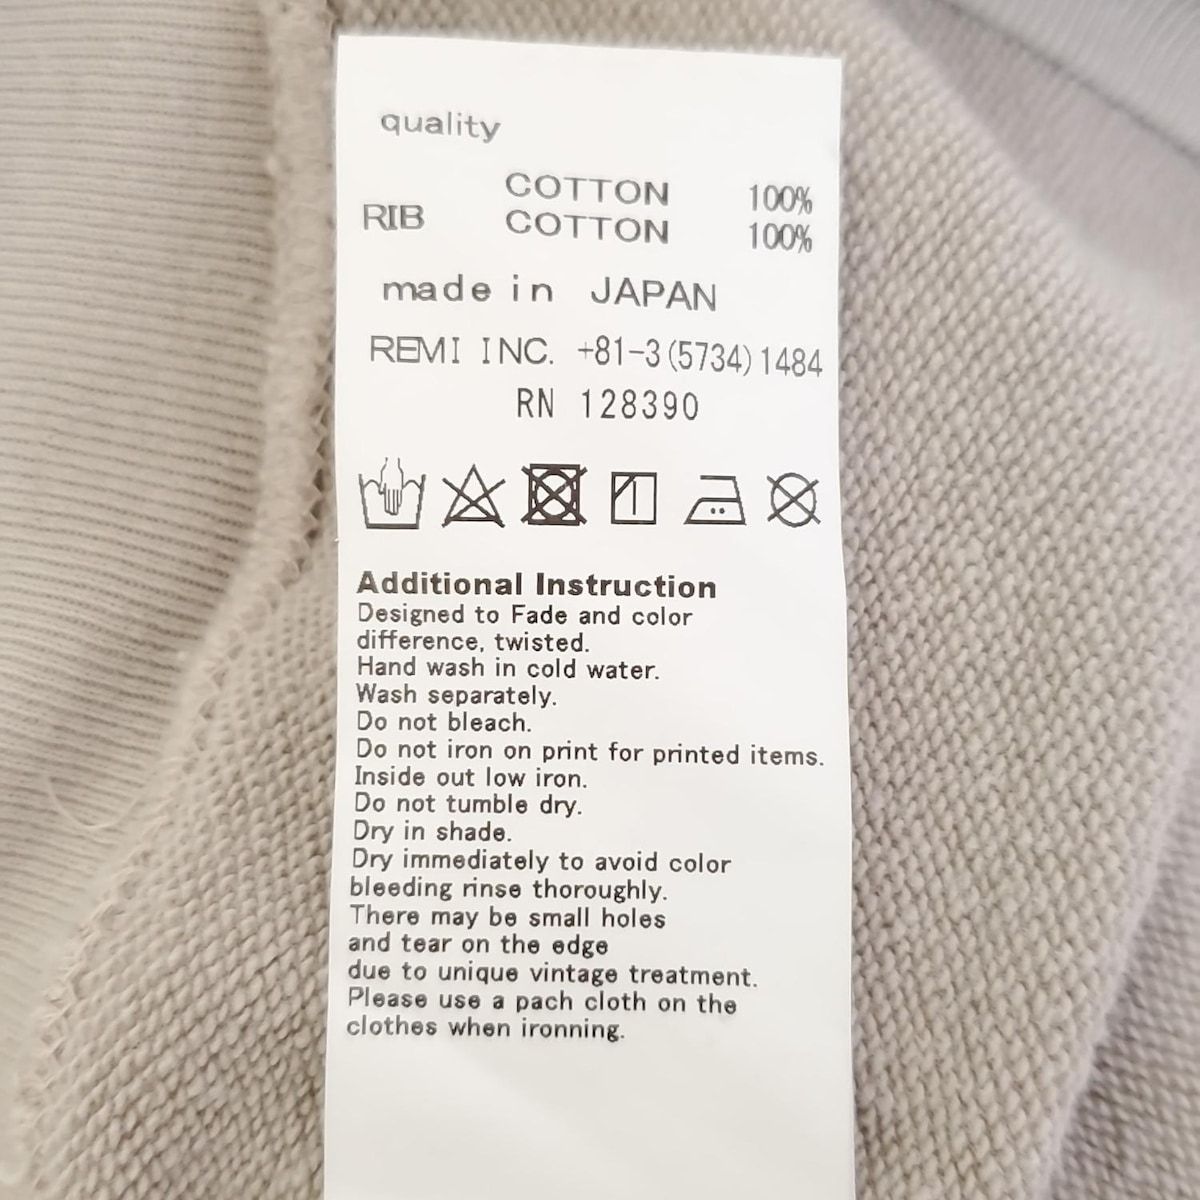 quality
COTTON 100%
RIB COTTON 100%
made in JAPAN
REMI INC. +81-3(5734)1484
RN 128390
Additional Instruction
Designed to Fade and color
difference, twisted.
Hand wash in cold water.
Wash separately.
Do not bleach.
Do not iron on print for printed items.
Inside out low iron.
Do not tumble dry.
Dry in shade.
Dry immediately to avoid color
bleeding rinse thoroughly.
There may be small holes
and tear on the edge
due to unique vintage treatment.
Please use a pach cloth on the
clothes when ironning.